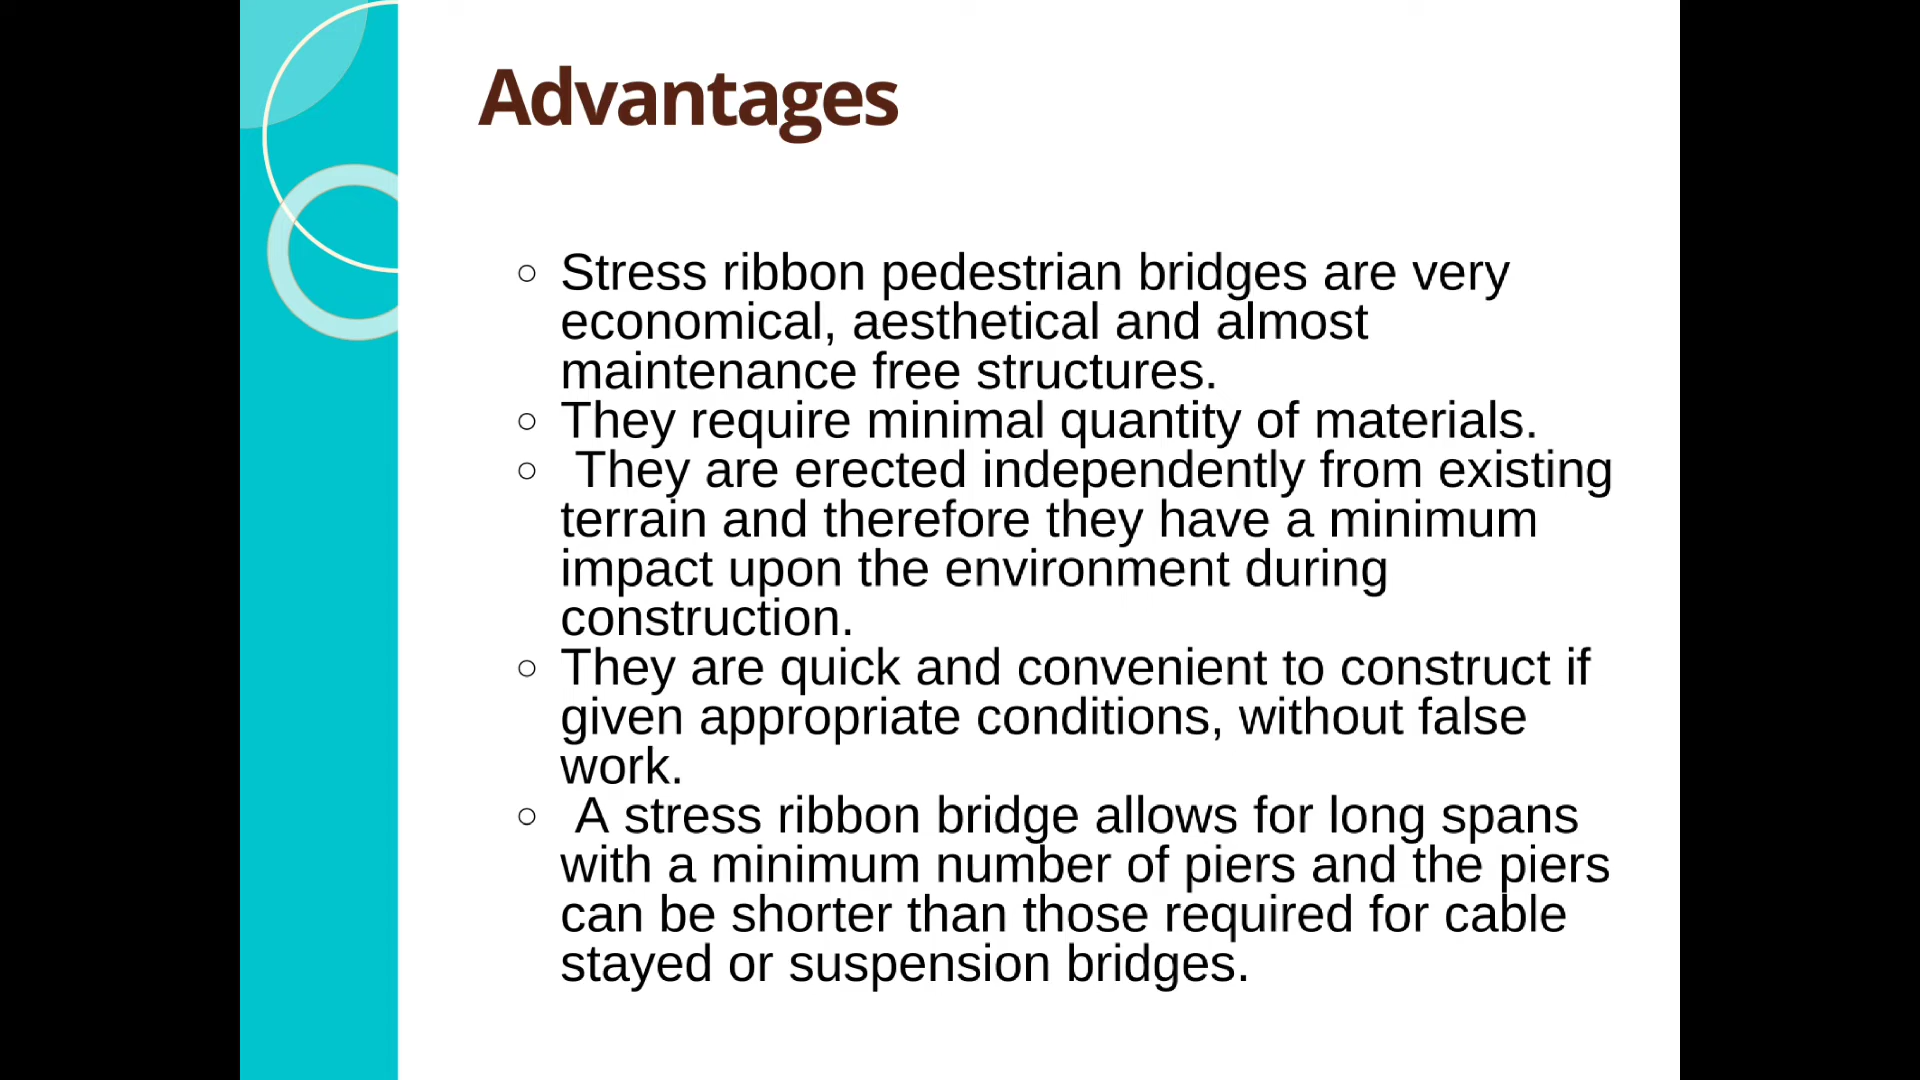 Advantages
○ Stress ribbon pedestrian bridges are very
economical, aesthetical and almost
maintenance free structures.
○ They require minimal quantity of materials.
○ They are erected independently from existing
terrain and therefore they have a minimum
impact upon the environment during
construction.
○ They are quick and convenient to construct if
given appropriate conditions, without false
work.
○ A stress ribbon bridge allows for long spans
with a minimum number of piers and the piers
can be shorter than those required for cable
stayed or suspension bridges.